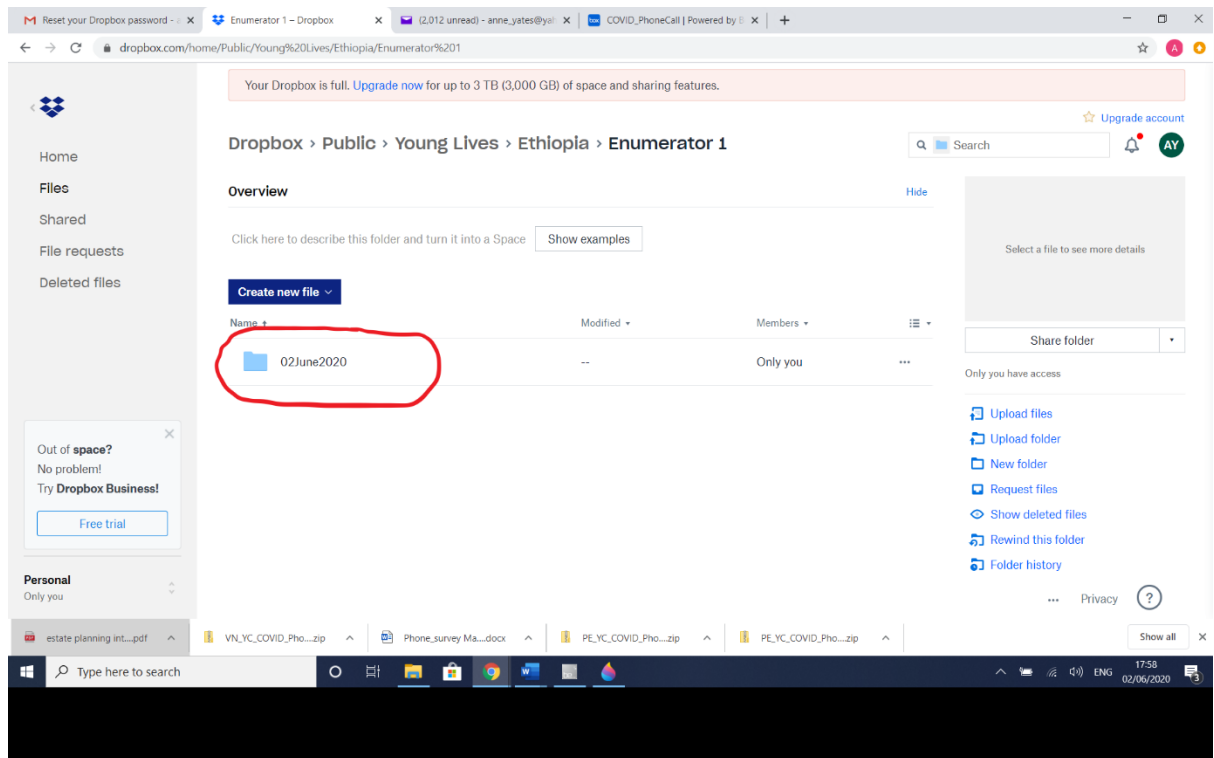 Reset your Dropbox password - a
Enumerator 1 – Dropbox
(2,012 unread) - anne_yates@yah
COVID_PhoneCall | Powered by B
dropbox.com/home/Public/Young%20Lives/Ethiopia/Enumerator%201
A
Your Dropbox is full. Upgrade now for up to 3 TB (3,000 GB) of space and sharing features.
Upgrade account
Dropbox > Public > Young Lives > Ethiopia > Enumerator 1
Search
AY
Home
Files
Shared
File requests
Deleted files
Overview
Hide
Click here to describe this folder and turn it into a Space
Show examples
Select a file to see more details
Create new file
Name
Modified
Members
02June2020
--
Only you
Share folder
Only you have access
Upload files
Upload folder
New folder
Request files
Show deleted files
Rewind this folder
Folder history
Out of space?
No problem!
Try Dropbox Business!
Free trial
Personal
Only you
... Privacy ?
estate planning int....pdf
VN_YC_COVID_Pho....zip
Phone_survey Ma....docx
PE_YC_COVID_Pho....zip
PE_YC_COVID_Pho....zip
Show all
Type here to search
ENG
17:58
02/06/2020
3